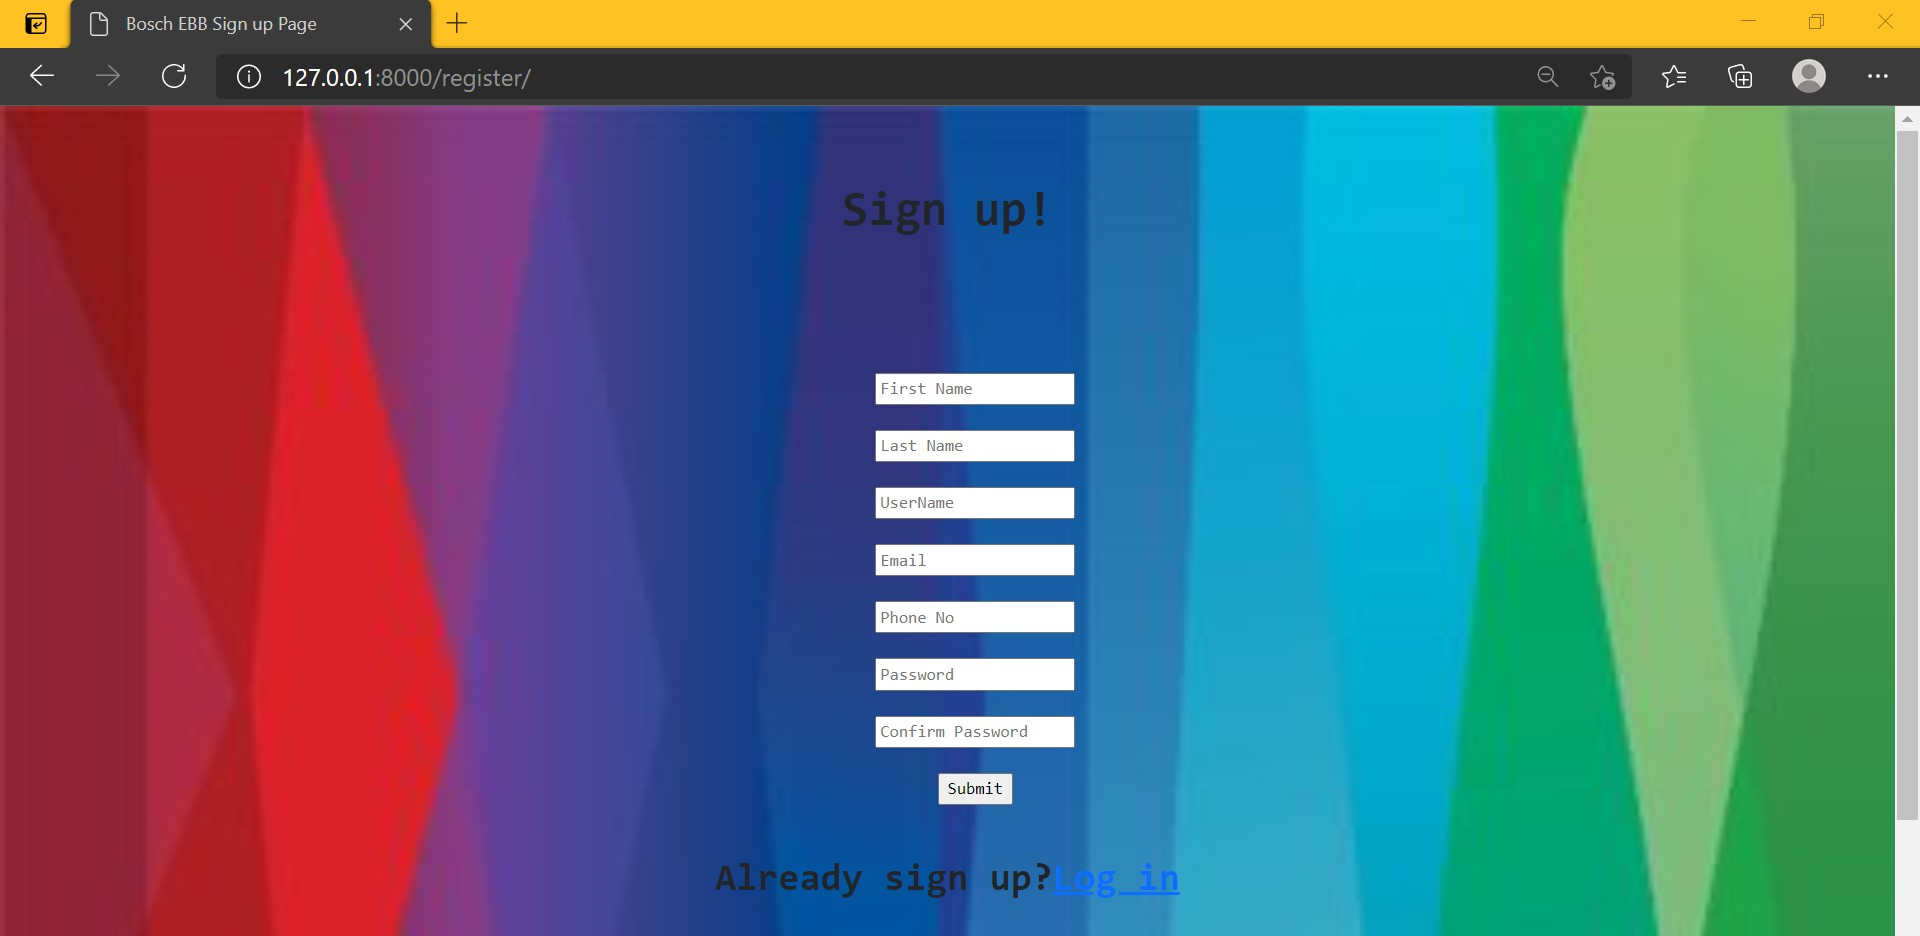 Bosch EBB Sign up Page
127.0.0.1:8000/register/
Sign up!
First Name
Last Name
UserName
Email
Phone No
Password
Confirm Password
Submit
Already sign up?Log in